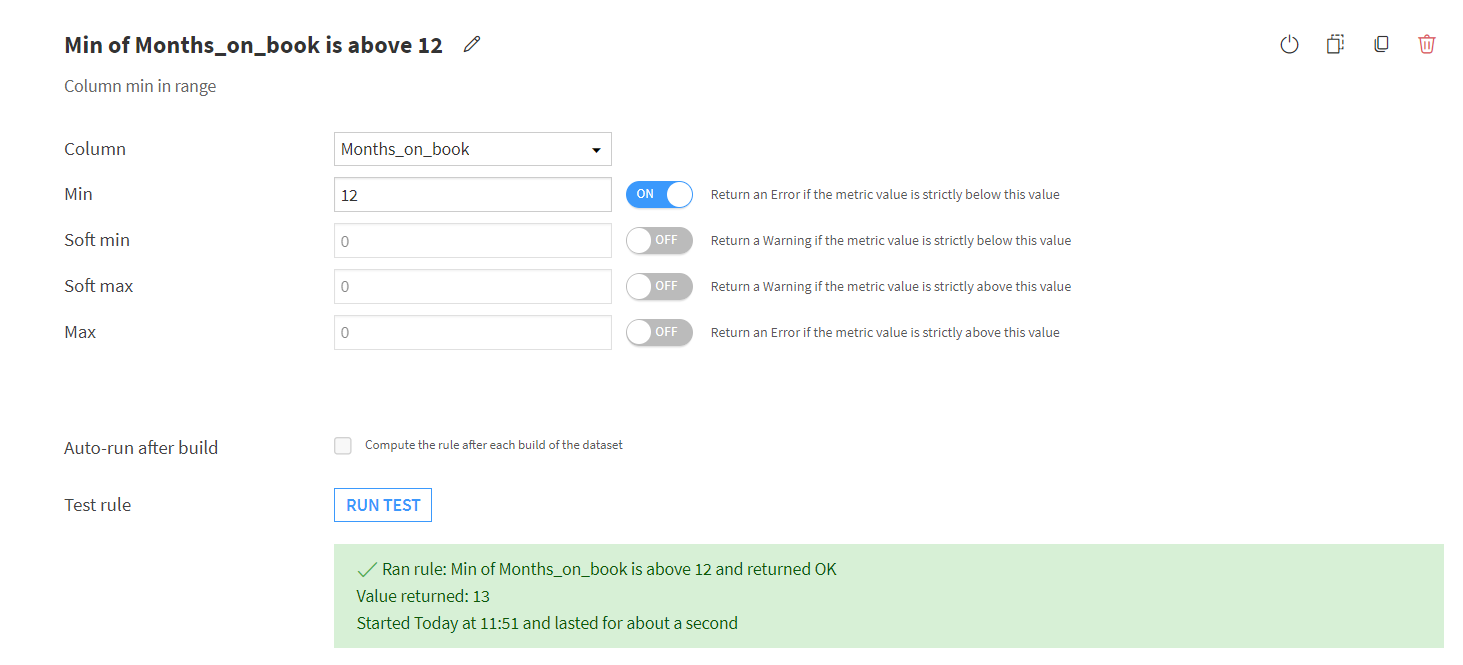 Min of Months_on_book is above 12
Column min in range
Column Months_on_book
Min 12 ON Return an Error if the metric value is strictly below this value
Soft min 0 OFF Return a Warning if the metric value is strictly below this value
Soft max 0 OFF Return a Warning if the metric value is strictly above this value
Max 0 OFF Return an Error if the metric value is strictly above this value
Auto-run after build Compute the rule after each build of the dataset
Test rule RUN TEST
Ran rule: Min of Months_on_book is above 12 and returned OK
Value returned: 13
Started Today at 11:51 and lasted for about a second